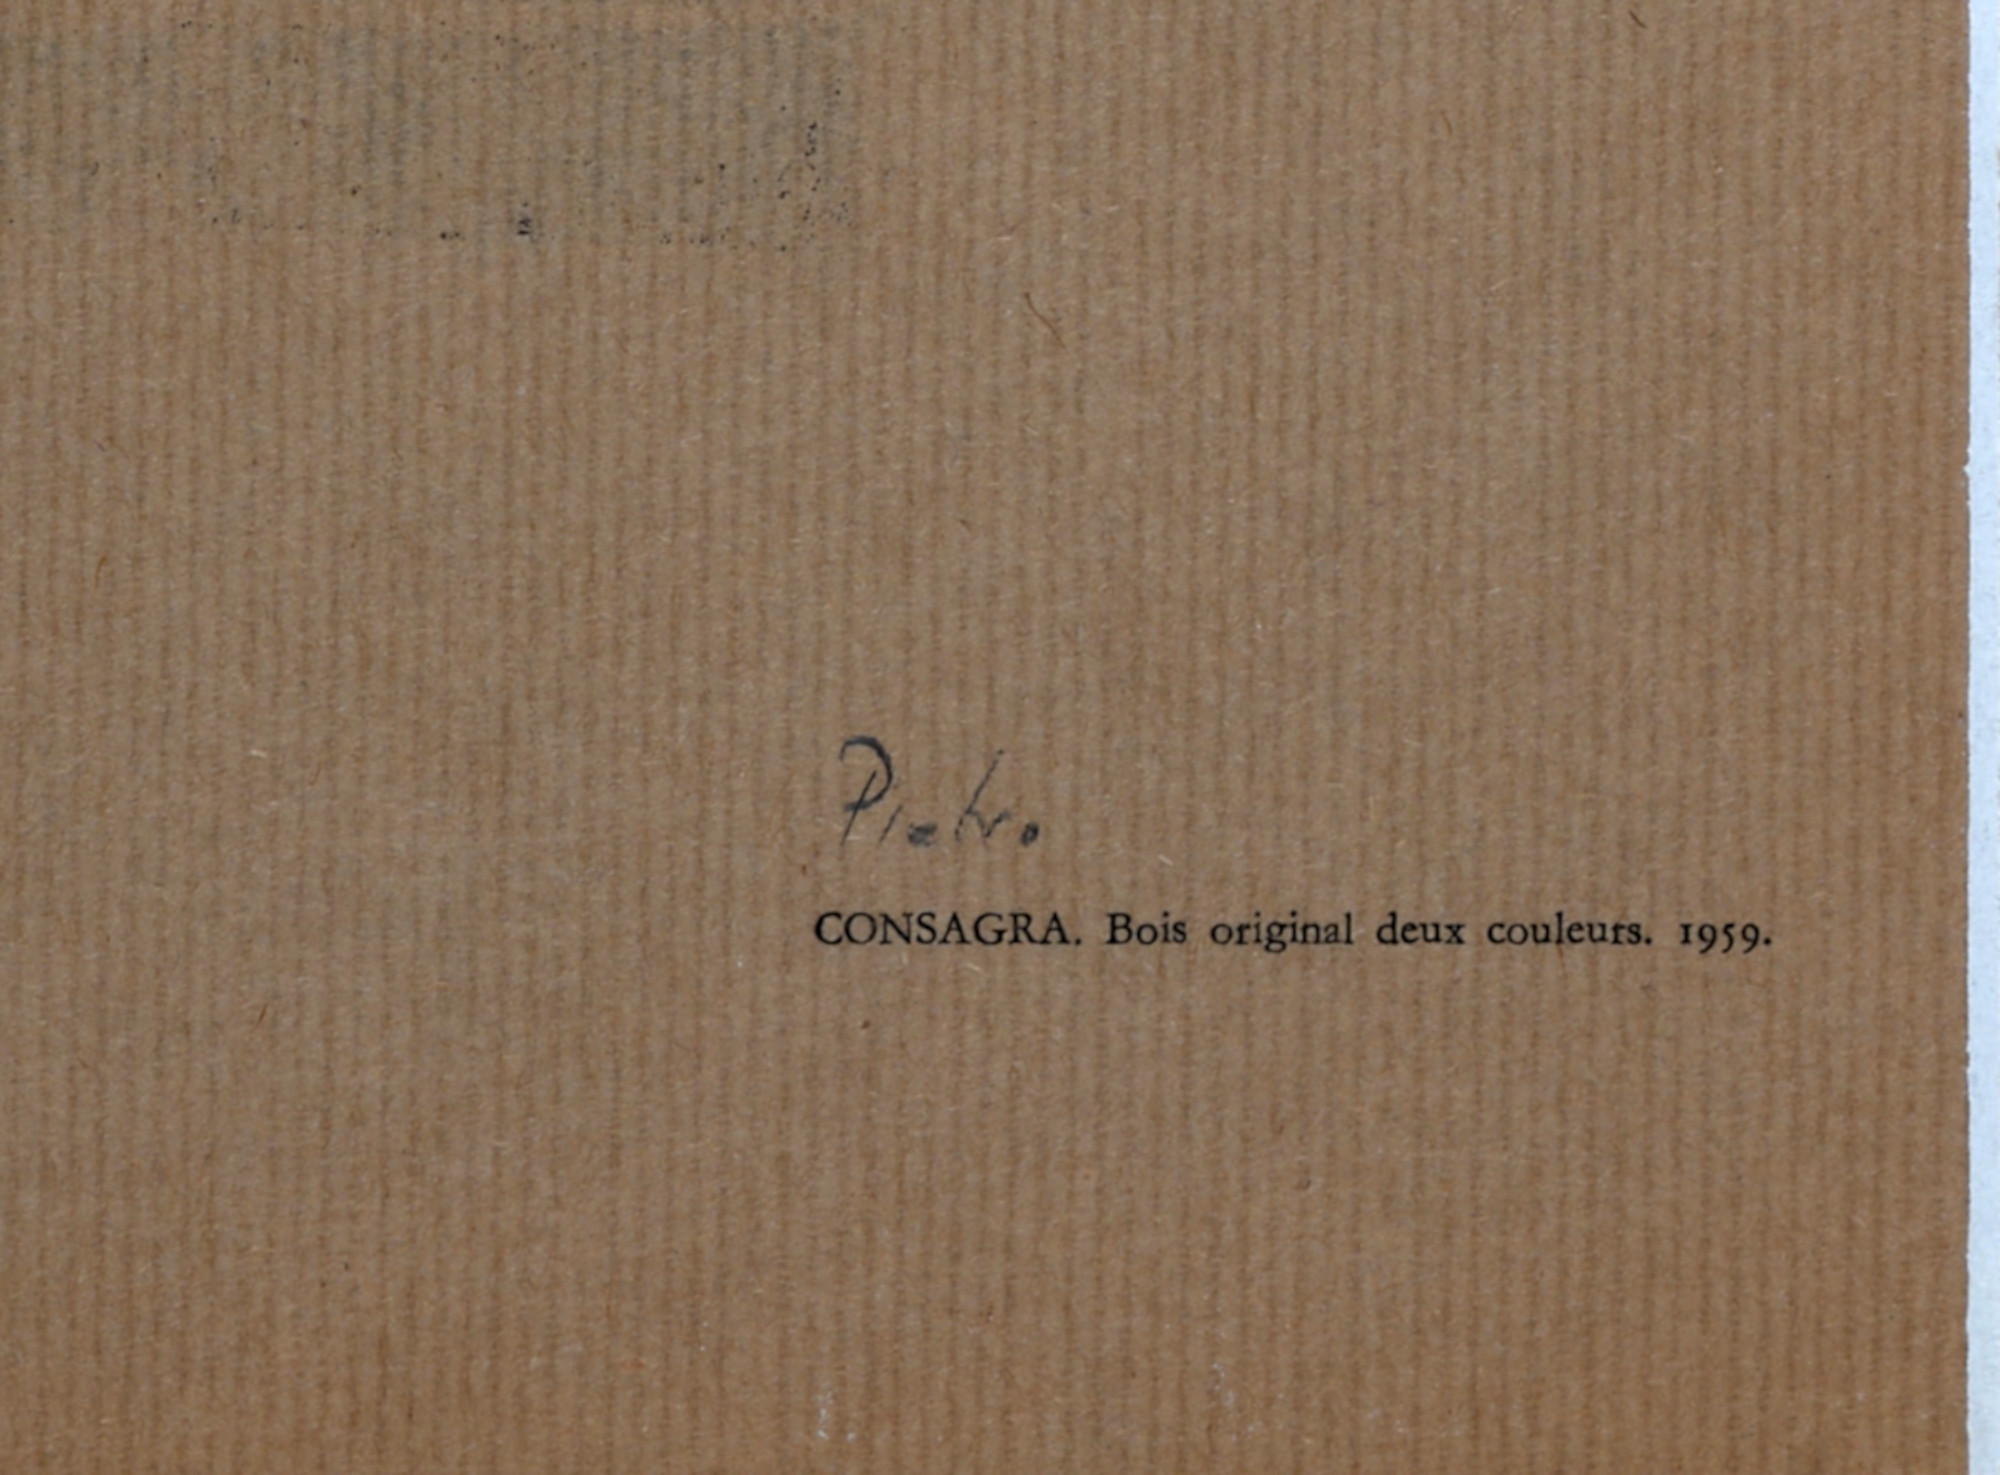 Pietro
CONSAGRA. Bois original deux couleurs. 1959.